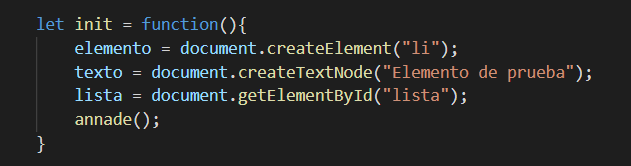 let init = function(){
elemento = document.createElement("li");
texto = document.createTextNode("Elemento de prueba");
lista = document.getElementById("lista");
annade();
}